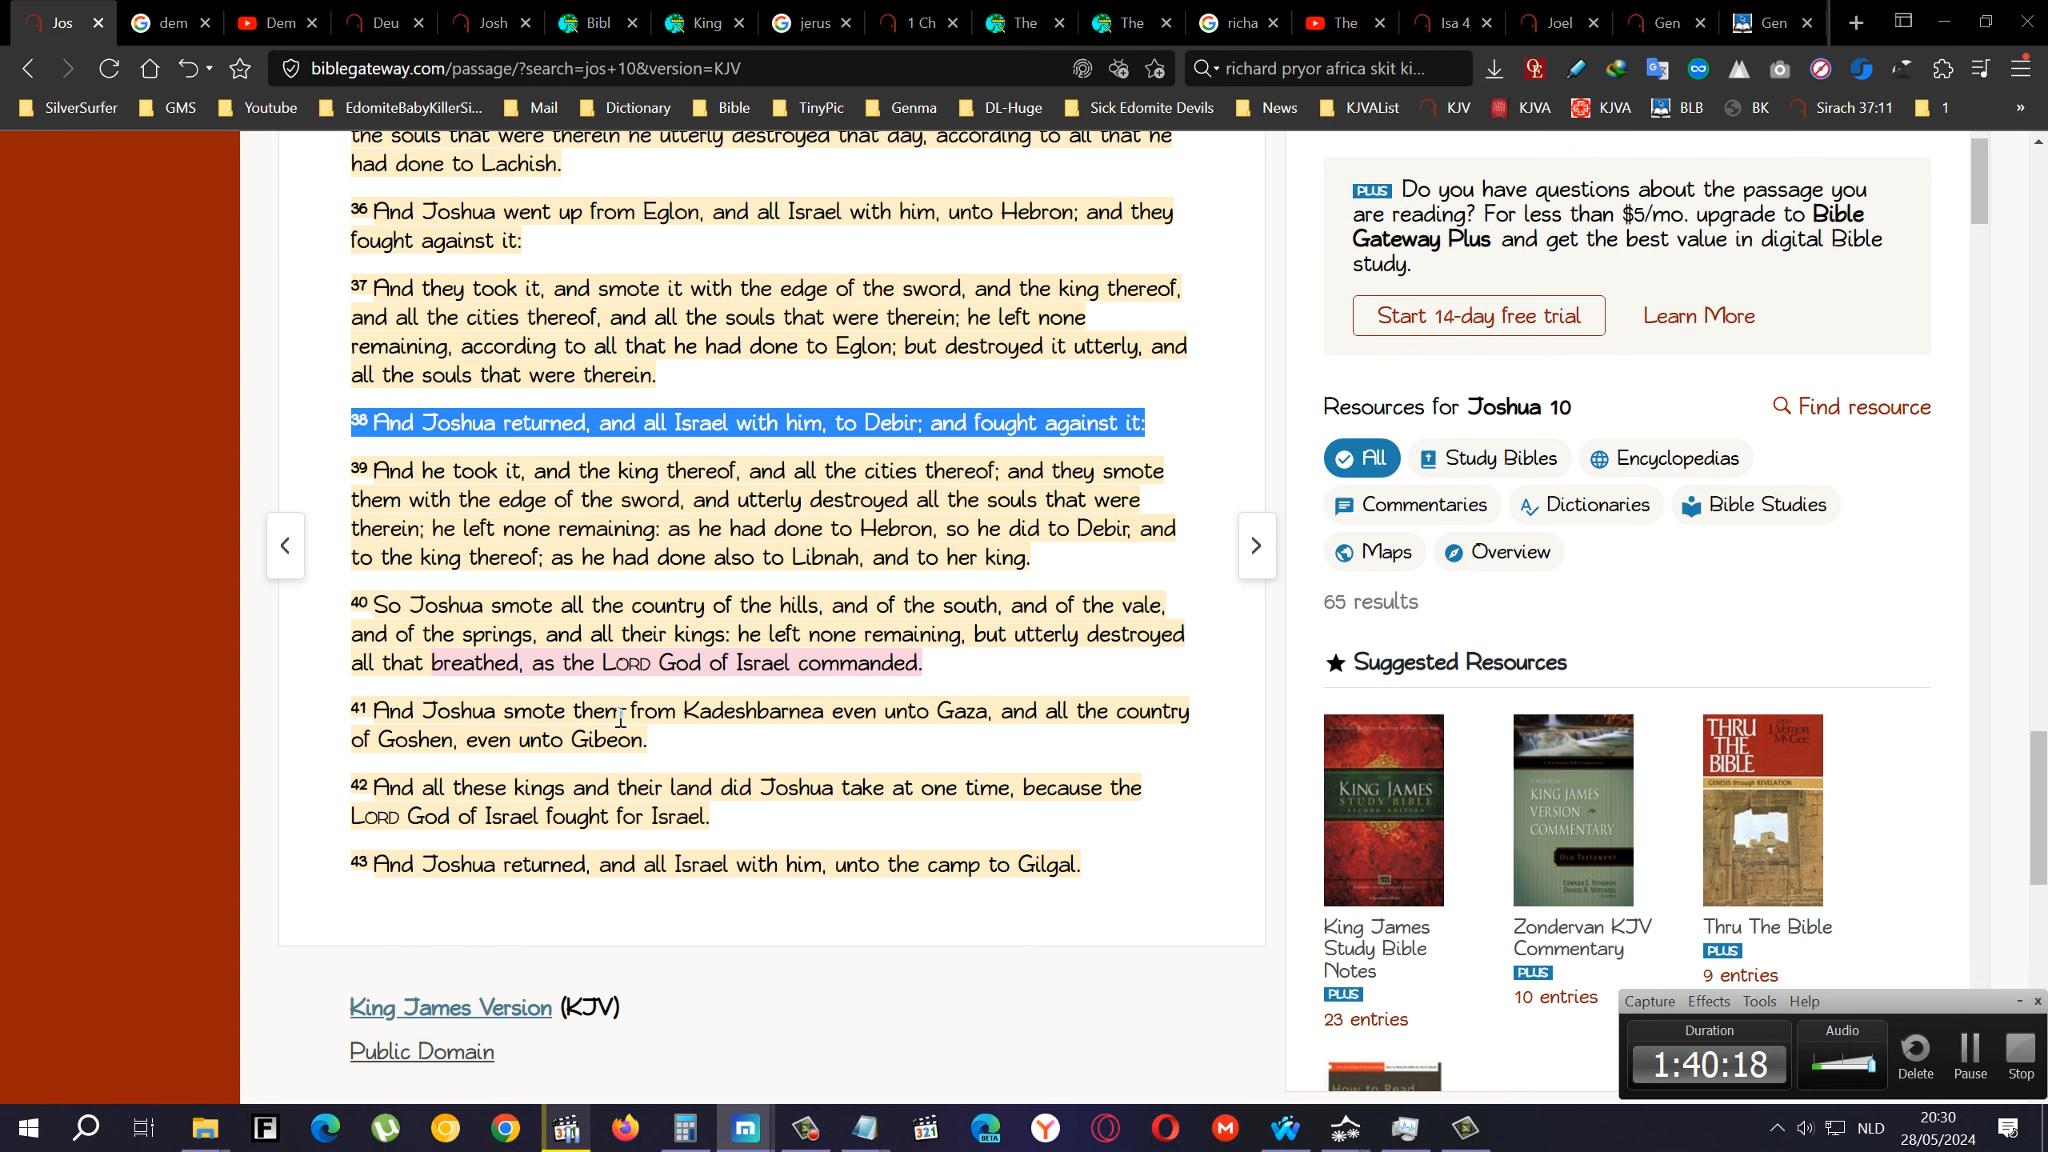 Jos
dem
Dem
Deu
Josh
Bibl
King
jerus
1 Ch
The
The
richa
The
Isa 4
Joel
Gen
Gen
biblegateway.com/passage/?search=jos+10&version=KJV
richard pryor africa skit ki...
SilverSurfer
GMS
Youtube
EdomiteBabyKillerSi...
Mail
Dictionary
Bible
TinyPic
Genma
DL-Huge
Sick Edomite Devils
News
KJVAList
KJV
KJVA
KJVA
BLB
BK
Sirach 37:11
1
the souls that were therein he utterly destroyed that day, according to all that he
had done to Lachish.
36 And Joshua went up from Eglon, and all Israel with him, unto Hebron; and they
fought against it:
37 And they took it, and smote it with the edge of the sword, and the king thereof,
and all the cities thereof, and all the souls that were therein; he left none
remaining, according to all that he had done to Eglon; but destroyed it utterly, and
all the souls that were therein.
38 And Joshua returned, and all Israel with him, to Debir; and fought against it:
39 And he took it, and the king thereof, and all the cities thereof; and they smote
them with the edge of the sword, and utterly destroyed all the souls that were
therein; he left none remaining: as he had done to Hebron, so he did to Debir, and
to the king thereof; as he had done also to Libnah, and to her king.
40 So Joshua smote all the country of the hills, and of the south, and of the vale,
and of the springs, and all their kings: he left none remaining, but utterly destroyed
all that breathed, as the LORD God of Israel commanded.
41 And Joshua smote them from Kadeshbarnea even unto Gaza, and all the country
of Goshen, even unto Gibeon.
42 And all these kings and their land did Joshua take at one time, because the
LORD God of Israel fought for Israel.
43 And Joshua returned, and all Israel with him, unto the camp to Gilgal.
King James Version (KJV)
Public Domain
PLUS Do you have questions about the passage you
are reading? For less than $5/mo. upgrade to Bible
Gateway Plus and get the best value in digital Bible
study.
Start 14-day free trial
Learn More
Resources for Joshua 10
Find resource
All
Study Bibles
Encyclopedias
Commentaries
Dictionaries
Bible Studies
Maps
Overview
65 results
Suggested Resources
KING JAMES
STUDY BIBLE
SECOND EDITION
King James
Study Bible
Notes
PLUS
23 entries
KING JAMES
VERSION
COMMENTARY
OLD TESTAMENT
Zondervan KJV
Commentary
PLUS
10 entries
THRU
THE
BIBLE
J. Vernon
McGee
GENESIS through REVELATION
Thru The Bible
PLUS
9 entries
How to Read
Capture Effects Tools Help
Duration
1:40:18
Audio
Delete
Pause
Stop
321
BETA
NLD
20:30
28/05/2024